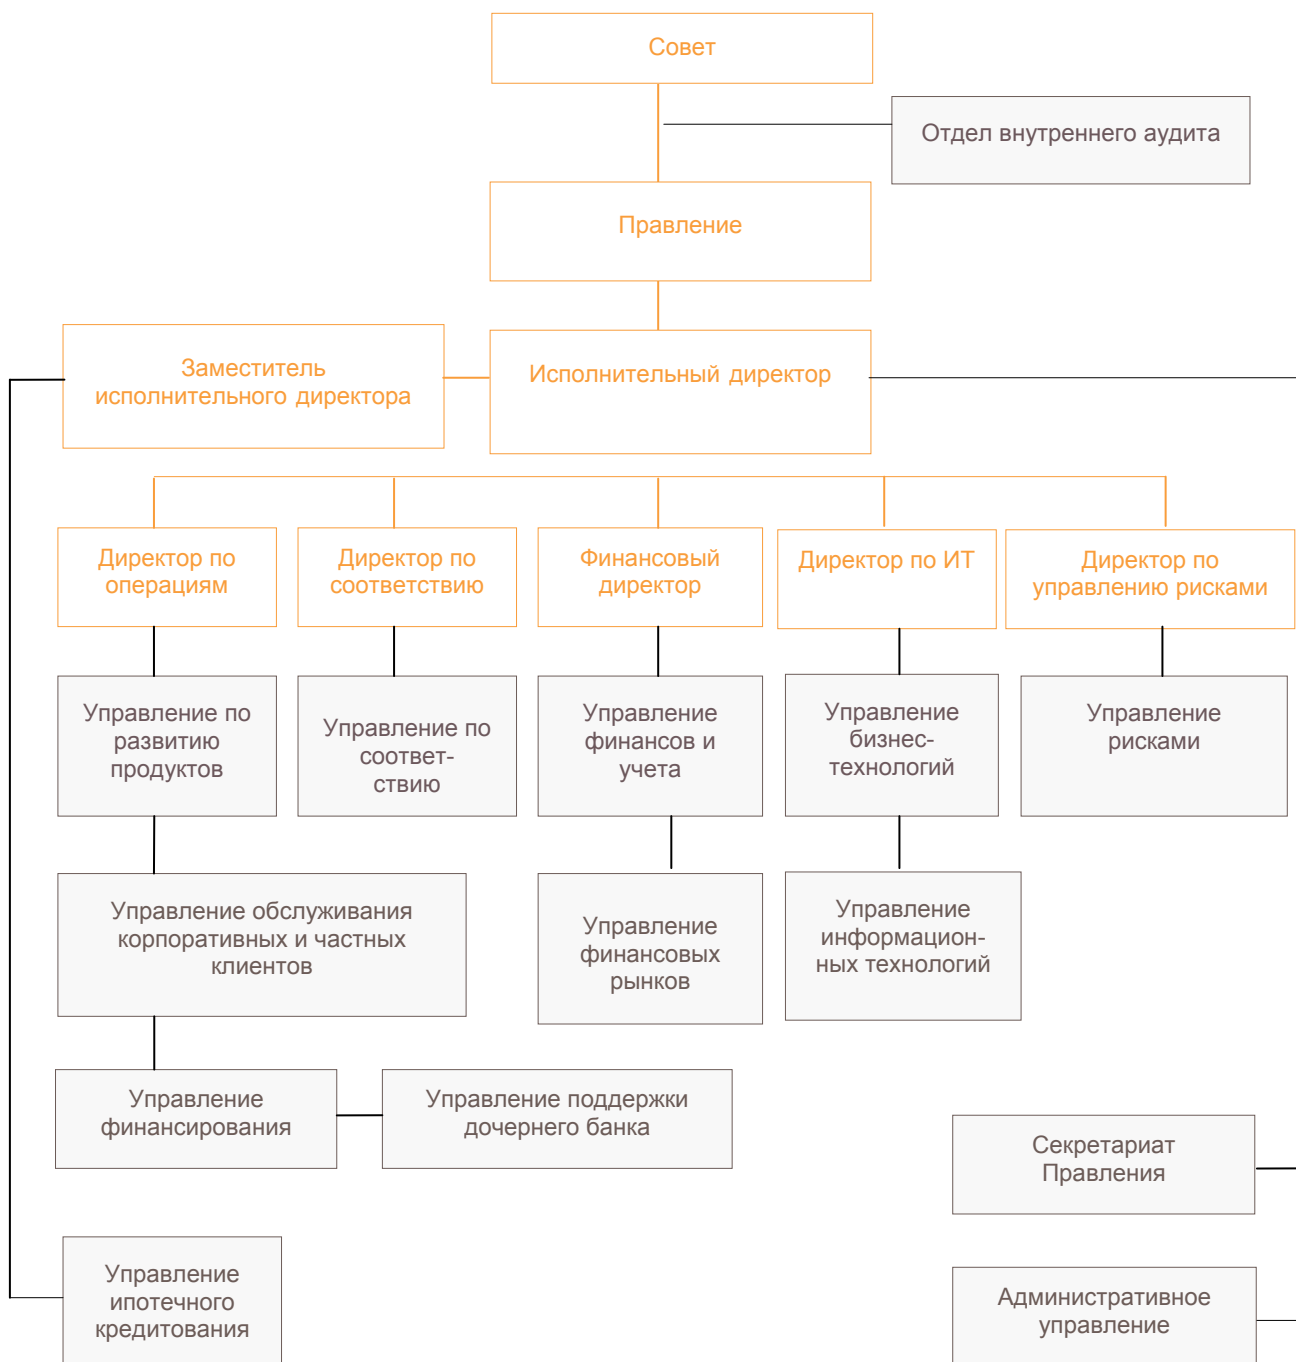 Совет
Отдел внутреннего аудита
Правление
Заместитель
исполнительного директора
Исполнительный директор
Директор по
операциям
Директор по
соответствию
Финансовый
директор
Директор по ИТ
Директор по
управлению рисками
Управление по
развитию
продуктов
Управление по
соответ-
ствию
Управление
финансов и
учета
Управление
бизнес-
технологий
Управление
рисками
Управление обслуживания
корпоративных и частных
клиентов
Управление
финансовых
рынков
Управление
информацион-
ных технологий
Управление
финансирования
Управление поддержки
дочернего банка
Секретариат
Правления
Управление
ипотечного
кредитования
Административное
управление